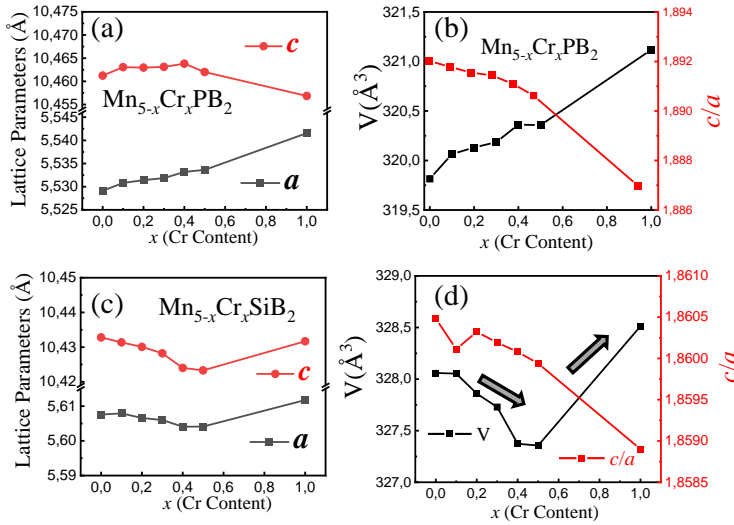 (a)
c
Mn5-xCrxPB2
a
Lattice Parameters (Å)
10,465
10,460
10,455
5,540
5,535
5,530
5,525
0,0 0,2 0,4 0,6 0,8 1,0
x (Cr Content)
(b)
Mn5-xCrxPB2
V(Å3)
321,5
321,0
320,5
320,0
319,5
1,894
1,892
1,890
1,888
1,886
c/a
0,0 0,2 0,4 0,6 0,8 1,0
x (Cr Content)
(c)
Mn5-xCrxSiB2
c
a
Lattice Parameters (Å)
10,45
10,44
10,43
10,42
5,61
5,60
5,59
0,0 0,2 0,4 0,6 0,8 1,0
x (Cr Content)
(d)
V(Å3)
329,0
328,5
328,0
327,5
327,0
V
c/a
1,8610
1,8605
1,8600
1,8595
1,8590
1,8585
c/a
0,0 0,2 0,4 0,6 0,8 1,0
x (Cr Content)